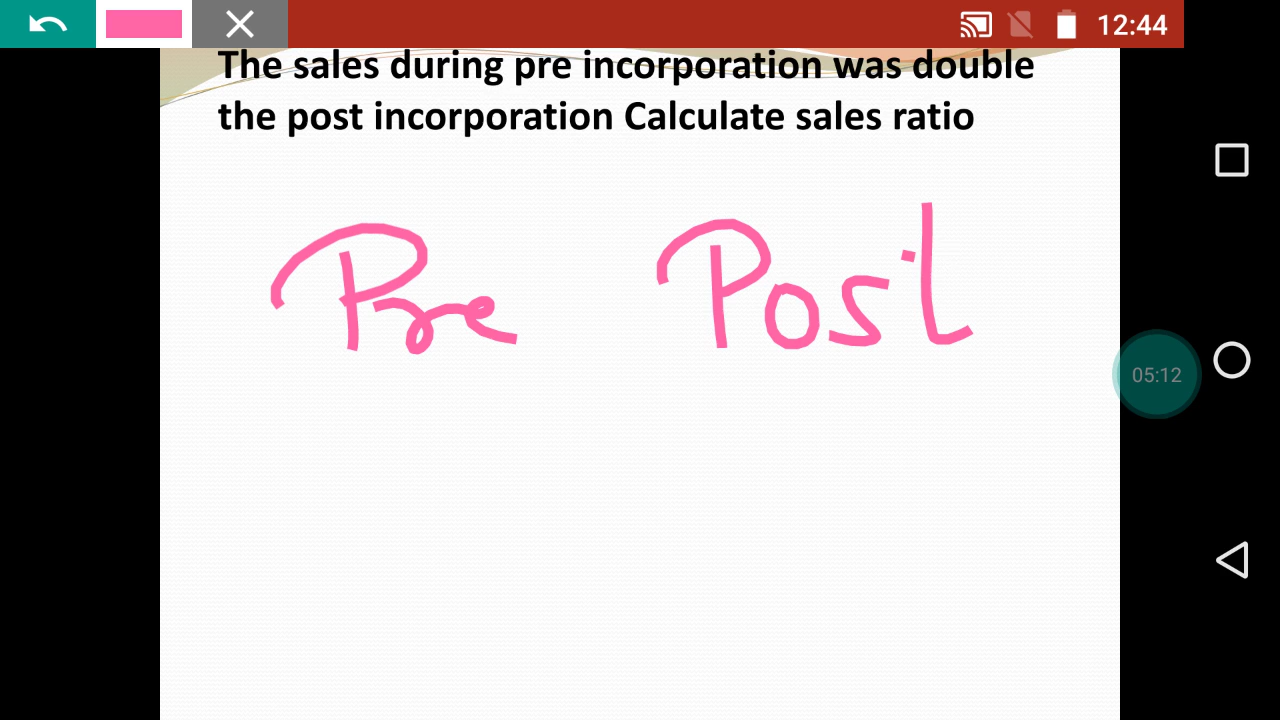 12:44
The sales during pre incorporation was double
the post incorporation Calculate sales ratio
Pre Post
05:12